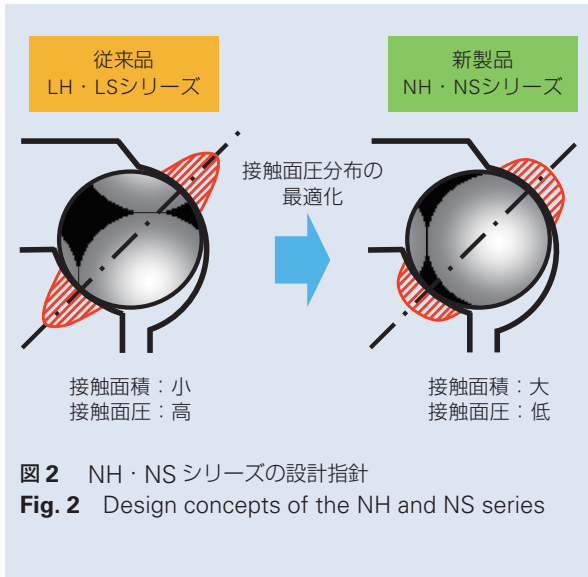 従来品
LH・LSシリーズ
新製品
NH・NSシリーズ
接触面圧分布の
最適化
接触面積：小
接触面圧：高
接触面積：大
接触面圧：低
図2 NH・NSシリーズの設計指針
Fig. 2 Design concepts of the NH and NS series